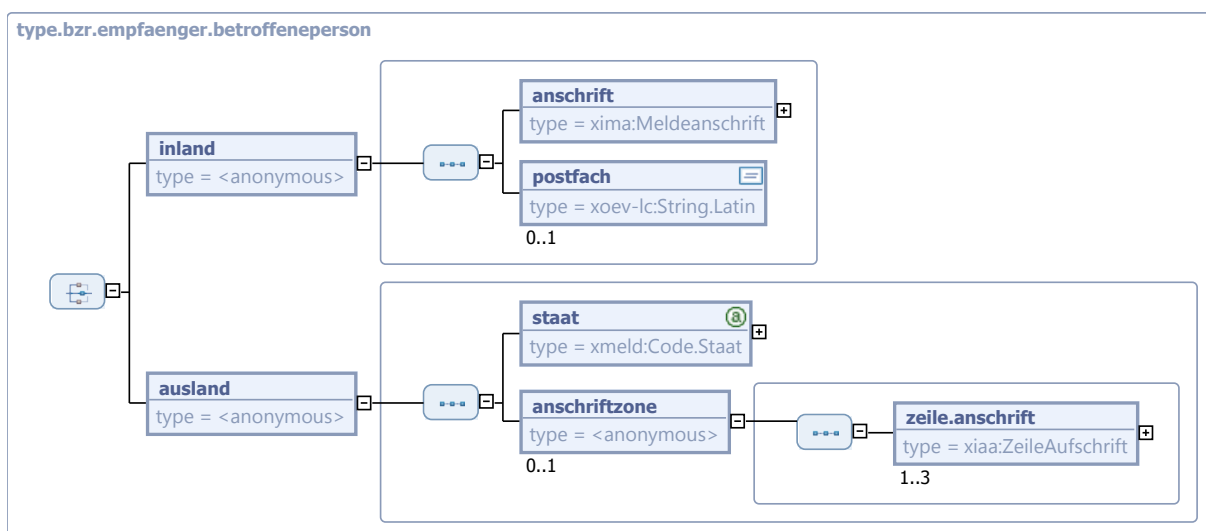 type.bzr.empfaenger.betroffeneperson
anschrift
type = xima:Meldeanschrift
inland
type = <anonymous>
postfach
type = xoev-lc:String.Latin
0..1
staat
type = xmeld:Code.Staat
ausland
type = <anonymous>
anschriftzone
type = <anonymous>
0..1
zeile.anschrift
type = xiaa:ZeileAufschrift
1..3